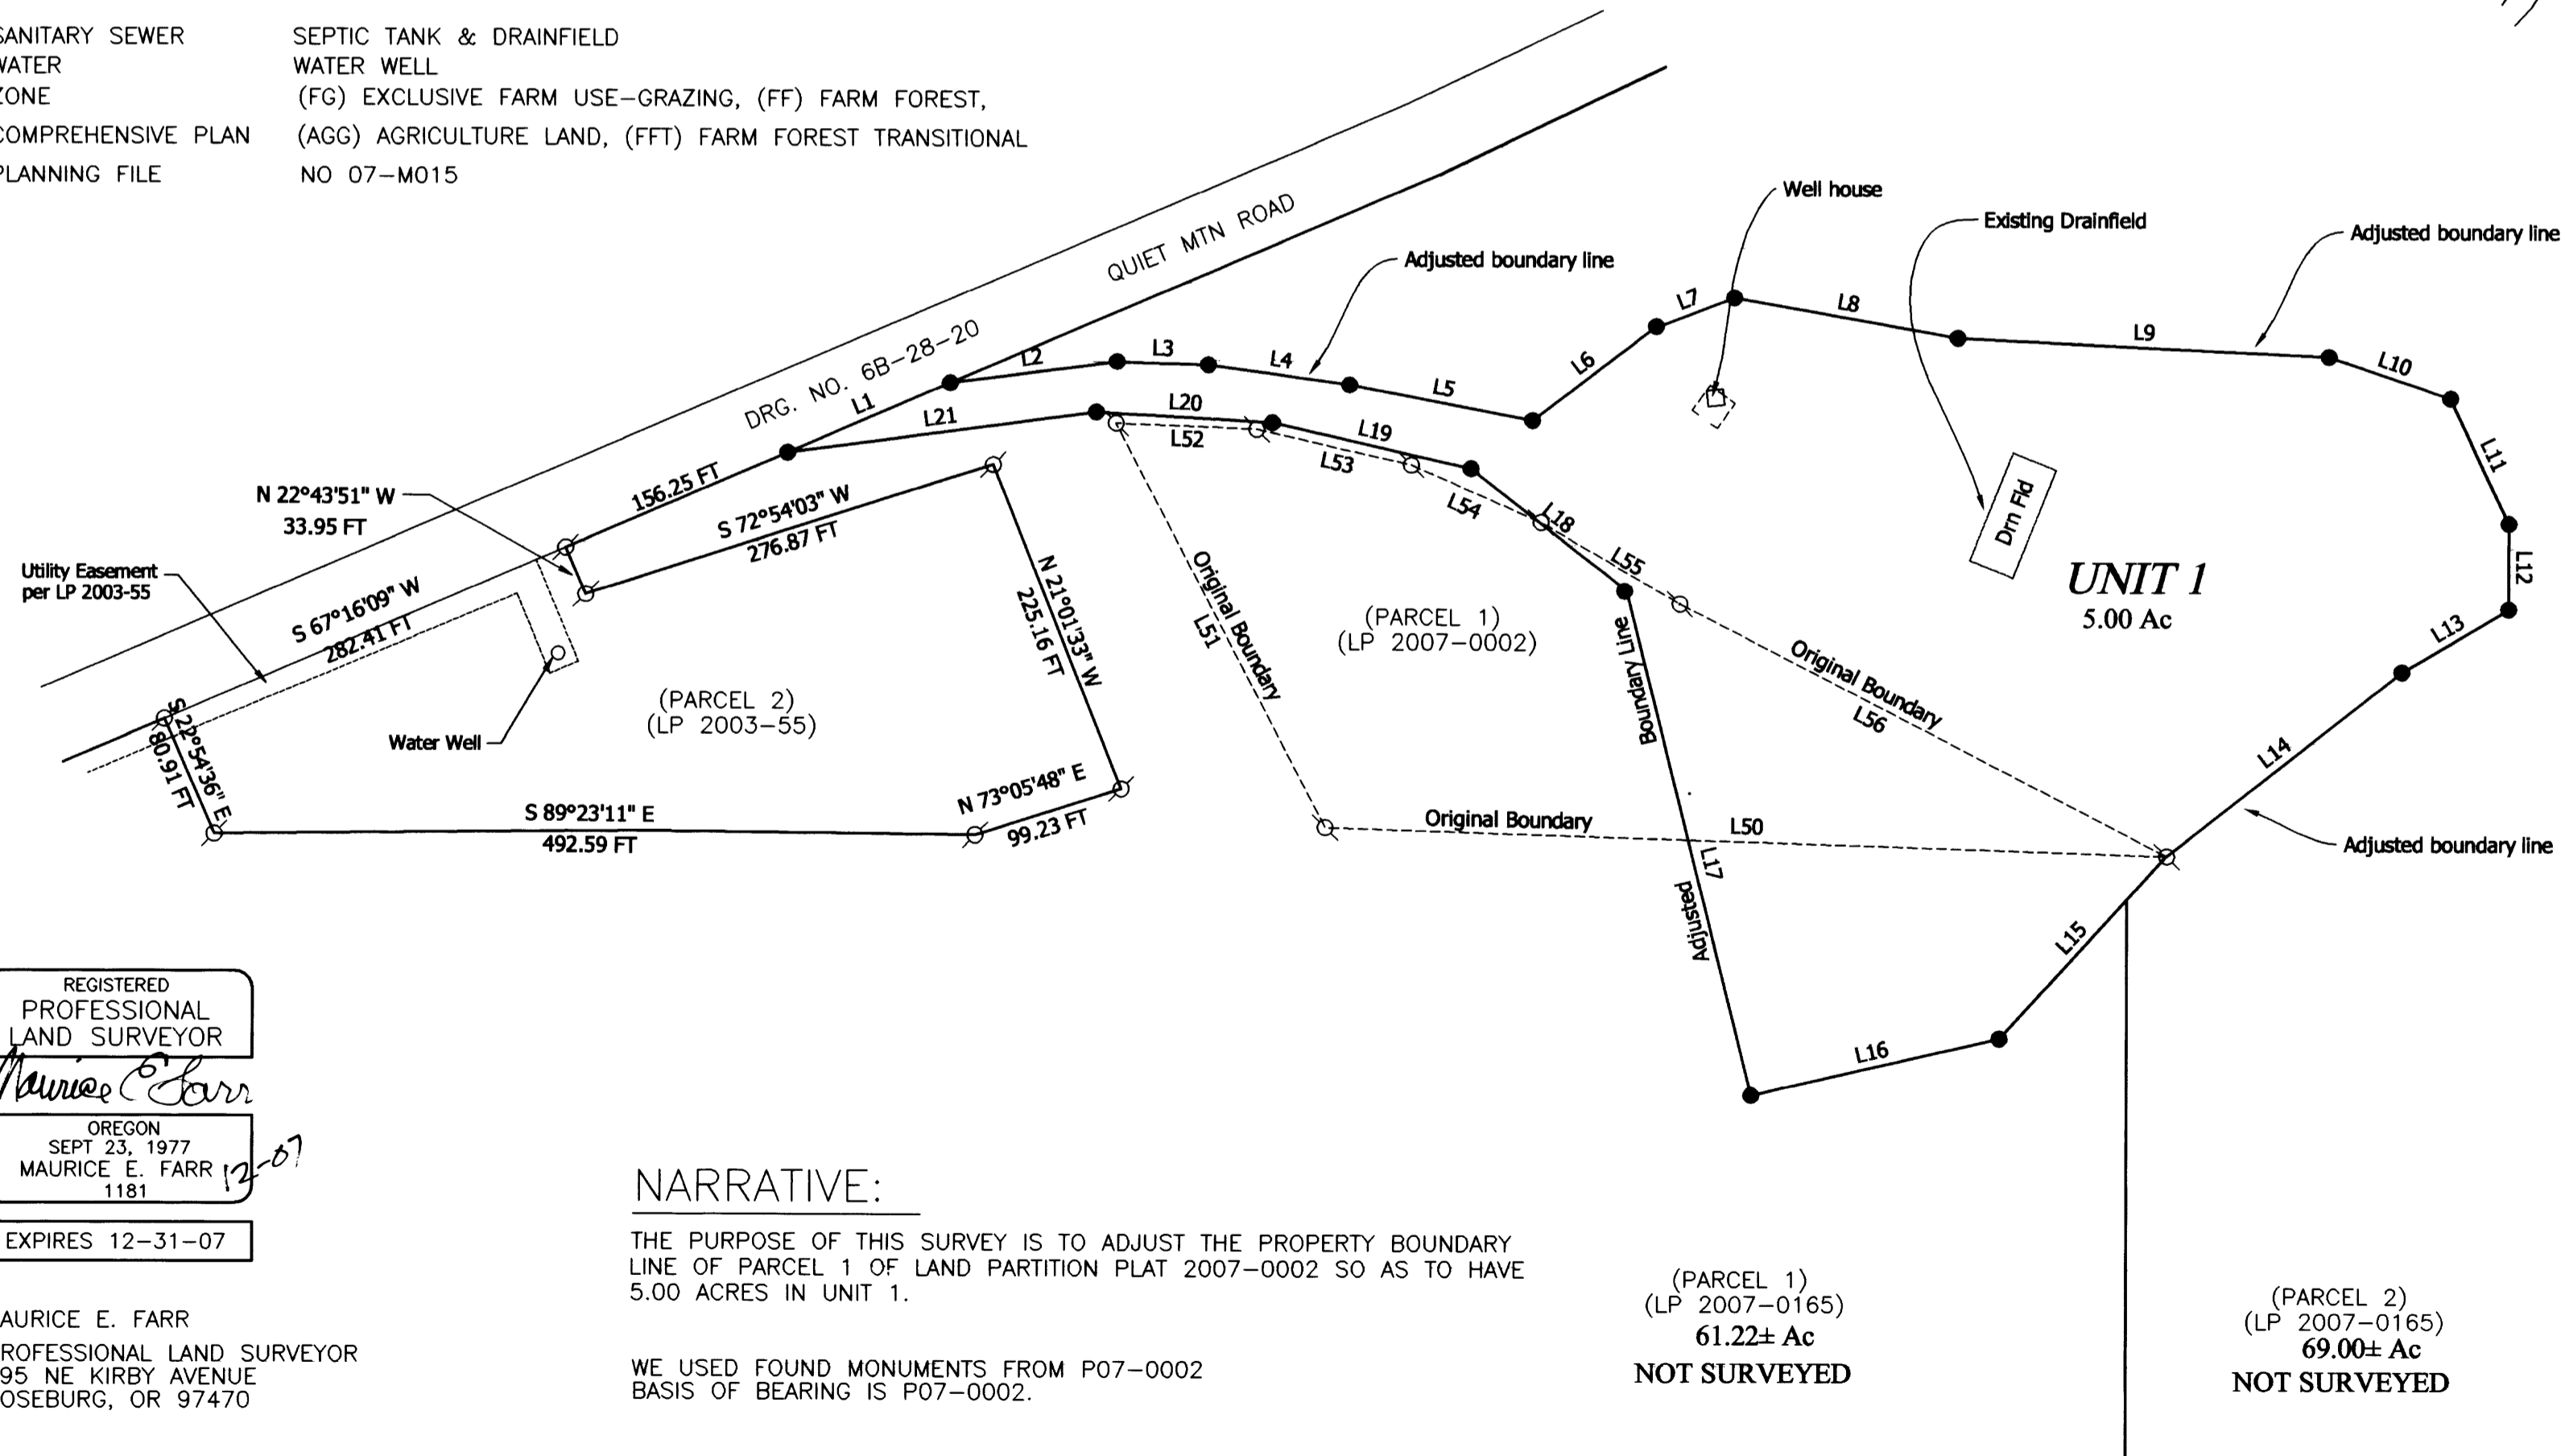 SANITARY SEWER SEPTIC TANK & DRAINFIELD
WATER WATER WELL
ZONE (FG) EXCLUSIVE FARM USE-GRAZING, (FF) FARM FOREST,
COMPREHENSIVE PLAN (AGG) AGRICULTURE LAND, (FFT) FARM FOREST TRANSITIONAL
PLANNING FILE NO 07-M015
QUIET MTN ROAD
DRG. NO. 6B-28-20
Well house
Existing Drainfield
Adjusted boundary line
Adjusted boundary line
L1
L2
L3
L4
L5
L6
L7
L8
L9
L10
L11
L12
L13
L14
L15
L16
L17
L18
L19
L20
L21
L52
L53
L54
L55
L56
L51
L50
N 22°43'51" W
33.95 FT
156.25 FT
S 72°54'03" W
276.87 FT
N 21°01'33" W
225.16 FT
Utility Easement
per LP 2003-55
S 67°16'09" W
282.41 FT
S 22°54'36" E
80.91 FT
Water Well
(PARCEL 2)
(LP 2003-55)
S 89°23'11" E
492.59 FT
N 73°05'48" E
99.23 FT
Original Boundary
(PARCEL 1)
(LP 2007-0002)
Adjusted Boundary Line
Original Boundary
Original Boundary
Drn Fld
UNIT 1
5.00 Ac
Adjusted boundary line
REGISTERED
PROFESSIONAL
LAND SURVEYOR
Maurice E Farr
OREGON
SEPT 23, 1977
MAURICE E. FARR
1181
12-07
EXPIRES 12-31-07
AURICE E. FARR
ROFESSIONAL LAND SURVEYOR
95 NE KIRBY AVENUE
OSEBURG, OR 97470
NARRATIVE:
THE PURPOSE OF THIS SURVEY IS TO ADJUST THE PROPERTY BOUNDARY
LINE OF PARCEL 1 OF LAND PARTITION PLAT 2007-0002 SO AS TO HAVE
5.00 ACRES IN UNIT 1.
WE USED FOUND MONUMENTS FROM P07-0002
BASIS OF BEARING IS P07-0002.
(PARCEL 1)
(LP 2007-0165)
61.22± Ac
NOT SURVEYED
(PARCEL 2)
(LP 2007-0165)
69.00± Ac
NOT SURVEYED